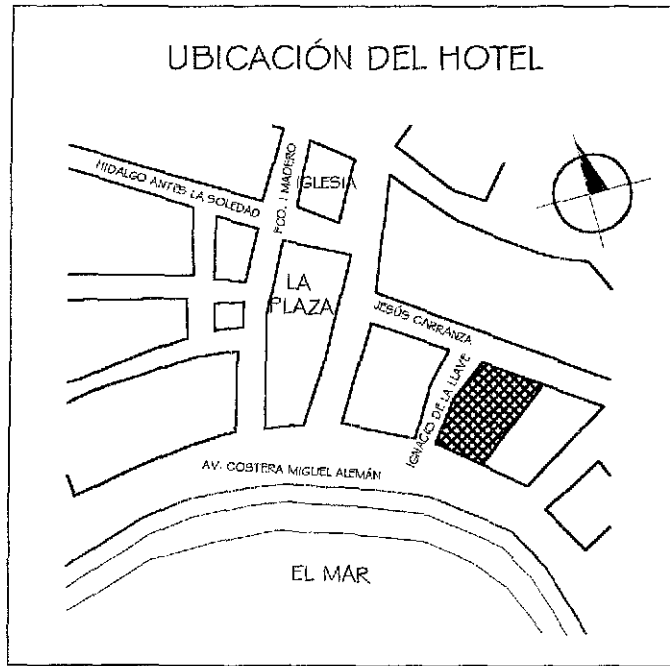 UBICACIÓN DEL HOTEL
HIDALGO ANTES LA SOLEDAD
FCO. I MADERO
IGLESIA
LA
PLAZA
JESÚS CARRANZA
IGNACIO DE LA LLAVE
AV. COSTERA MIGUEL ALEMÁN
EL MAR